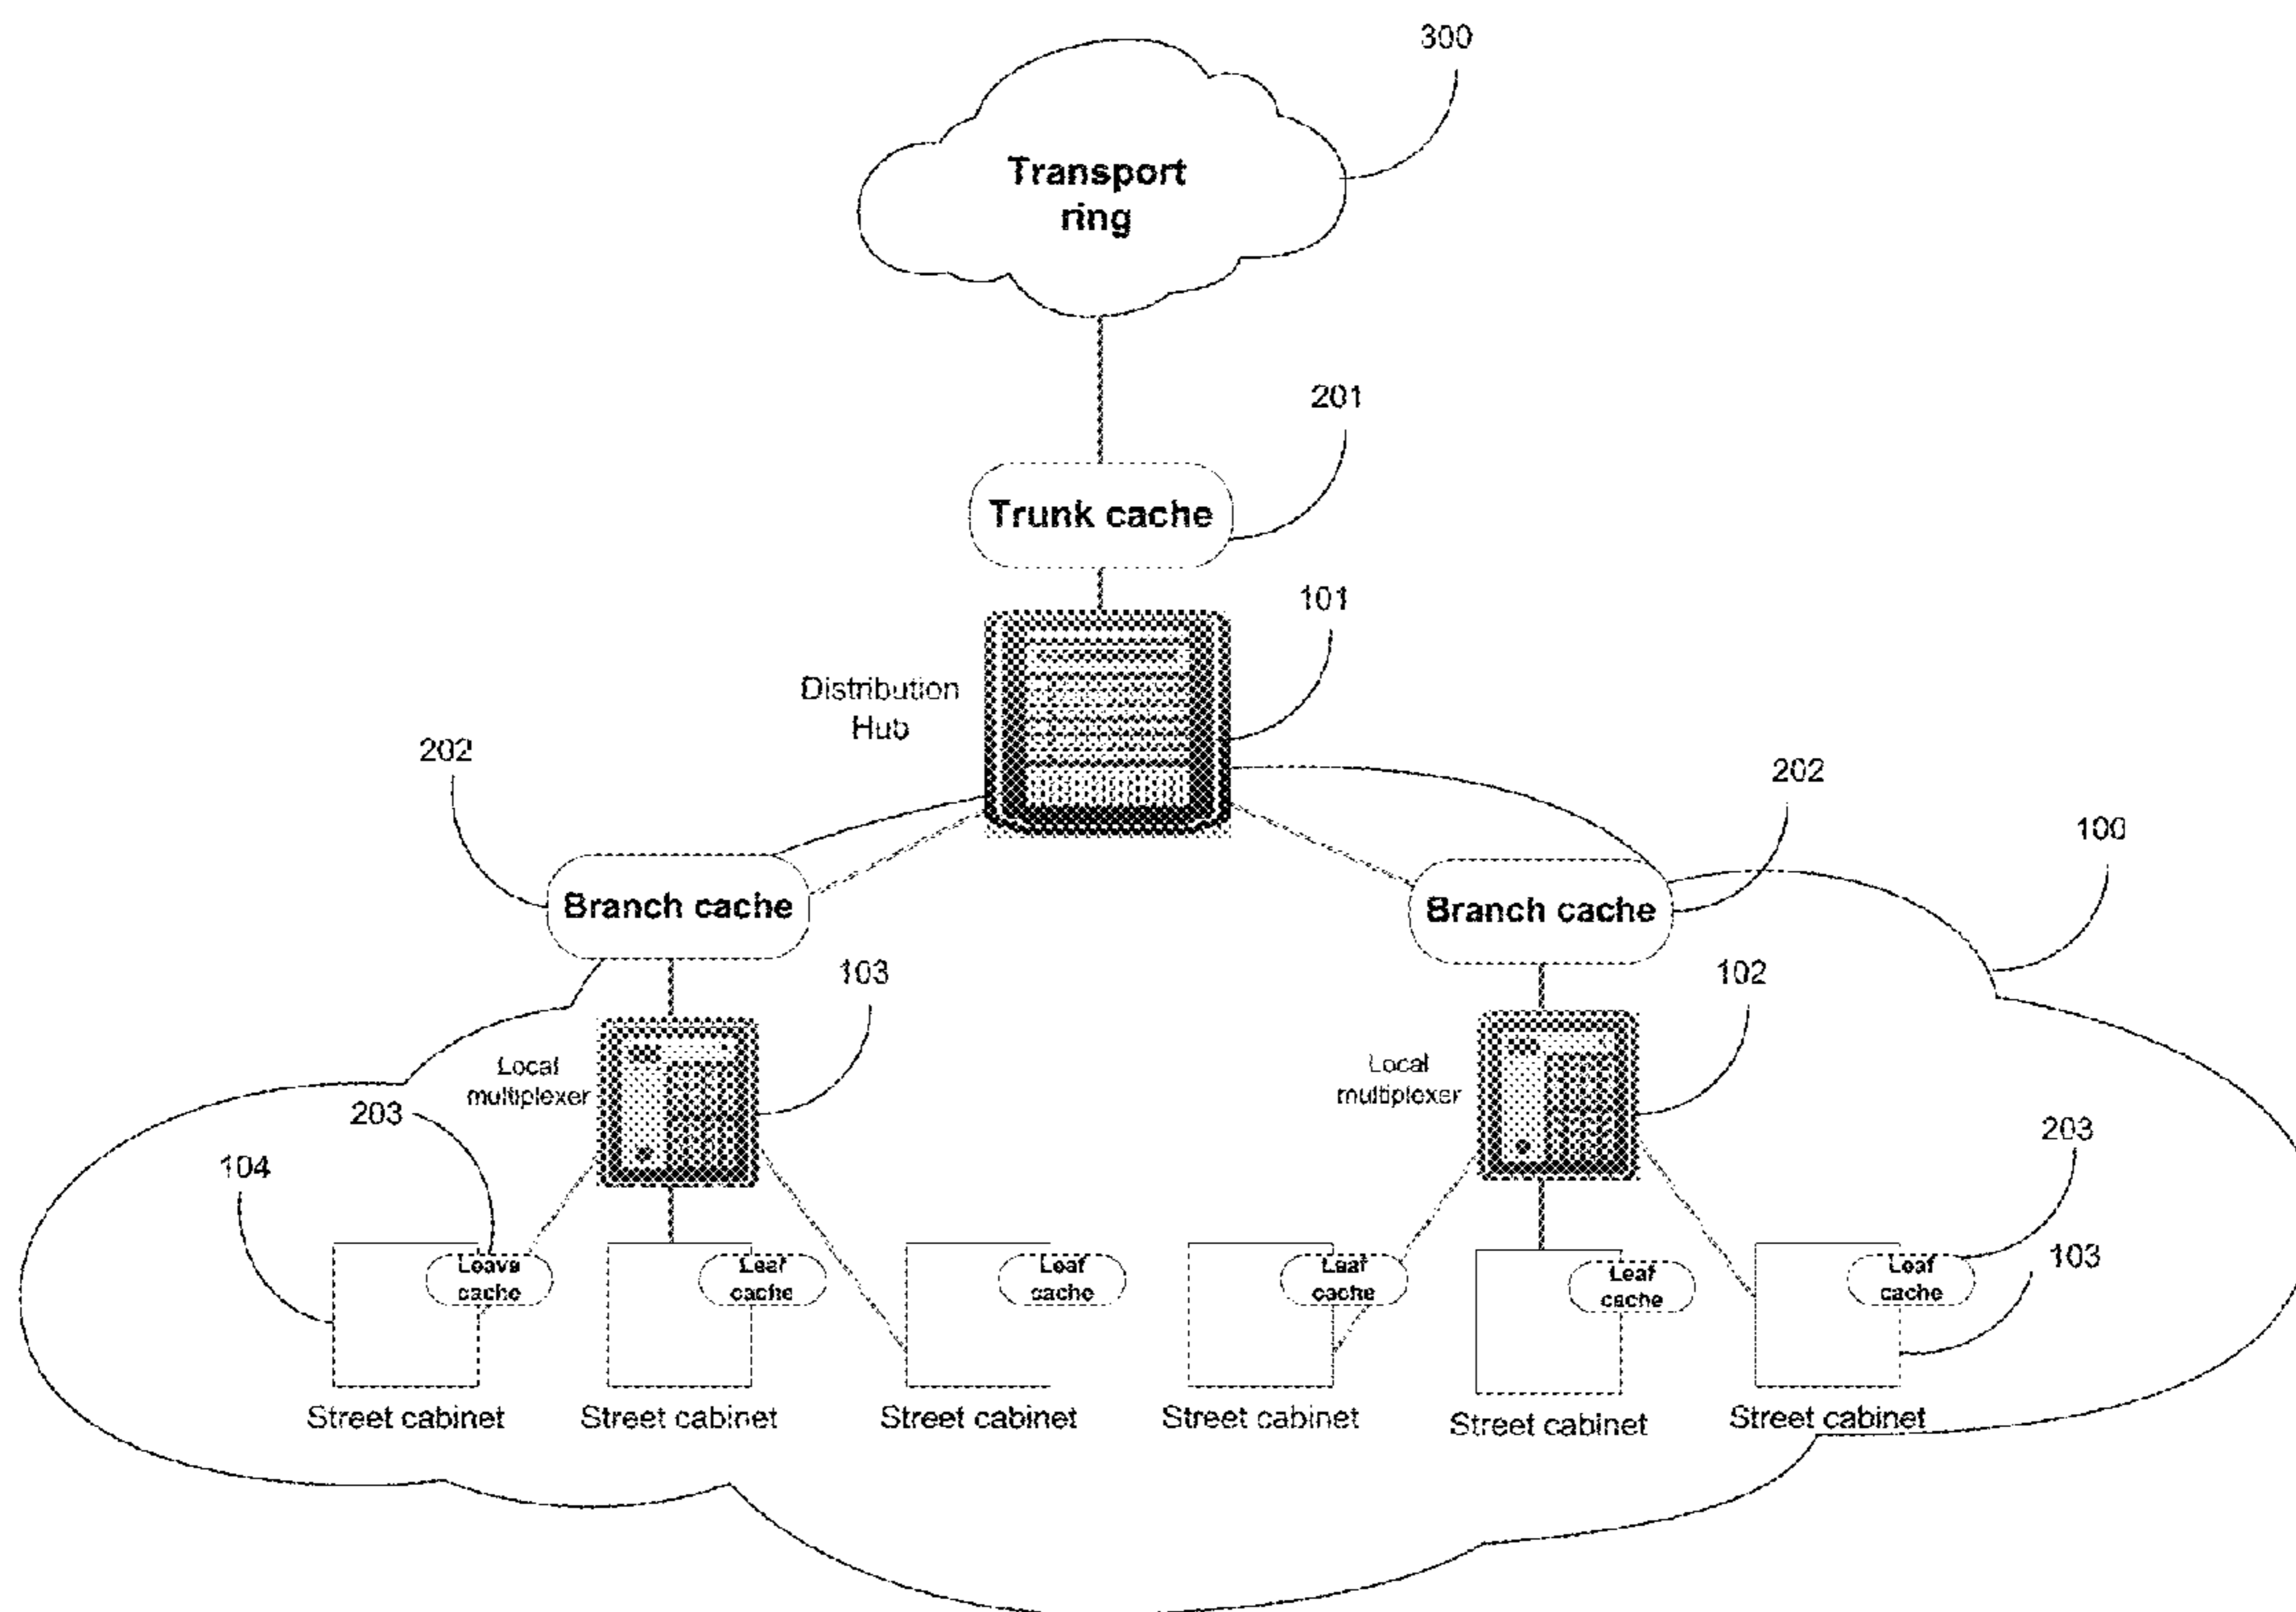 300
Transport
ring
201
Trunk cache
101
Distribution
Hub
202
202
100
Branch cache
Branch cache
103
102
Local
multiplexer
Local
multiplexer
203
203
104
103
Leave
cache
Leaf
cache
Leaf
cache
Leaf
cache
Leaf
cache
Leaf
cache
Street cabinet
Street cabinet
Street cabinet
Street cabinet
Street cabinet
Street cabinet